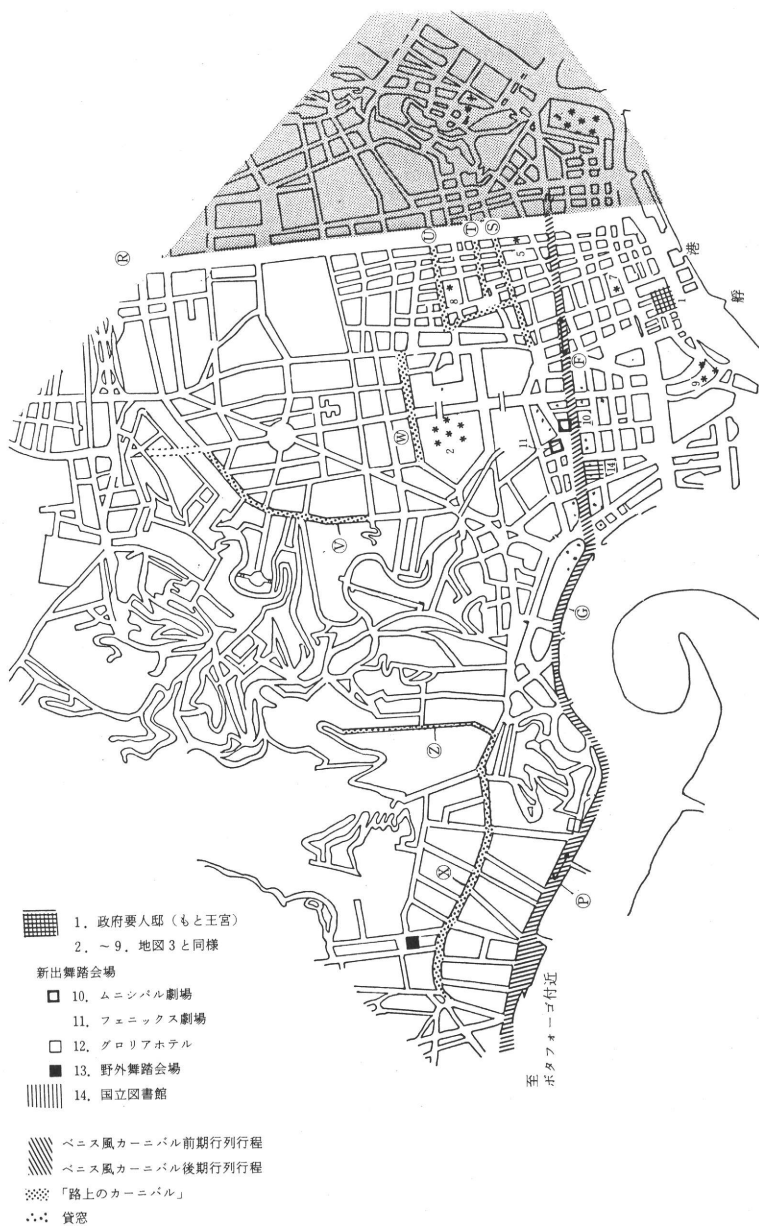 Ⓡ
Ⓤ
Ⓣ
Ⓢ
5
8
7
1
港
埠
Ⓕ
9
Ⓦ
2
11
10
14
Ⓥ
Ⓖ
Ⓩ
Ⓧ
Ⓟ
至
ボタフォーゴ付近
1. 政府要人邸（もと王宮）
2. ～9. 地図3と同様
新出舞踏会場
10. ムニシパル劇場
11. フェニックス劇場
12. グロリアホテル
13. 野外舞踏会場
14. 国立図書館
ベニス風カーニバル前期行列行程
ベニス風カーニバル後期行列行程
「路上のカーニバル」
貸窓